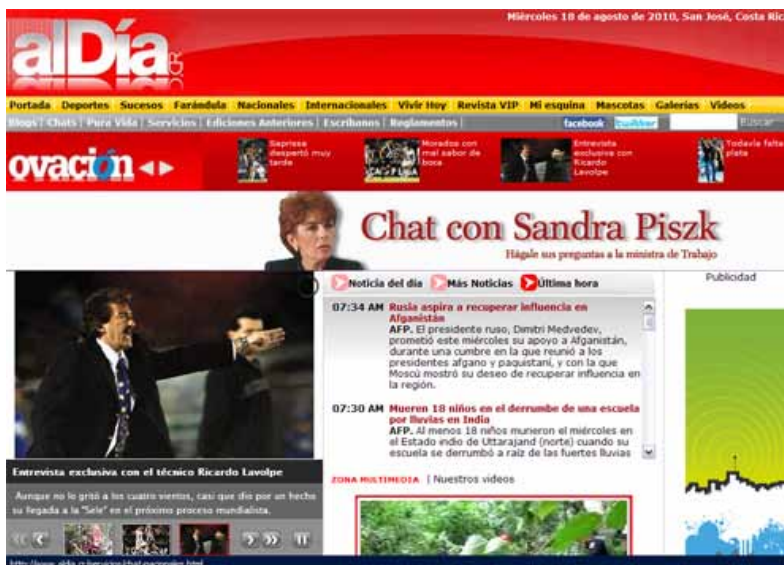 Miércoles 18 de agosto de 2010, San José, Costa Ric
alDía.CR
Portada Deportes Sucesos Farándula Nacionales Internacionales Vivir Hoy Revista VIP Mi esquina Mascotas Galerías Videos
Blogs | Chats | Pura Vida | Servicios | Ediciones Anteriores | Escríbanos | Reglamentos |
facebook twitter Buscar
ovación
Saprissa
despertó muy
tarde
Morados con
mal sabor de
boca
Entrevista
exclusiva con
Ricardo
Lavolpe
Todavía falta
plata
Chat con Sandra Piszk
Hágale sus preguntas a la ministra de Trabajo
Noticia del día Más Noticias Última hora
Publicidad
07:34 AM Rusia aspira a recuperar influencia en
Afganistán
AFP. El presidente ruso, Dimitri Medvedev,
prometió este miércoles su apoyo a Afganistán,
durante una cumbre en la que reunió a los
presidentes afgano y paquistaní, y con la que
Moscú mostró su deseo de recuperar influencia en
la región.
07:30 AM Mueren 18 niños en el derrumbe de una escuela
por lluvias en India
AFP. Al menos 18 niños murieron el miércoles en
el Estado indio de Uttarajand (norte) cuando su
escuela se derrumbó a raíz de las fuertes lluvias
Entrevista exclusiva con el técnico Ricardo Lavolpe
Aunque no lo gritó a los cuatro vientos, casi que dio por un hecho
su llegada a la "Sele" en el próximo proceso mundialista.
ZONA MULTIMEDIA | Nuestros videos